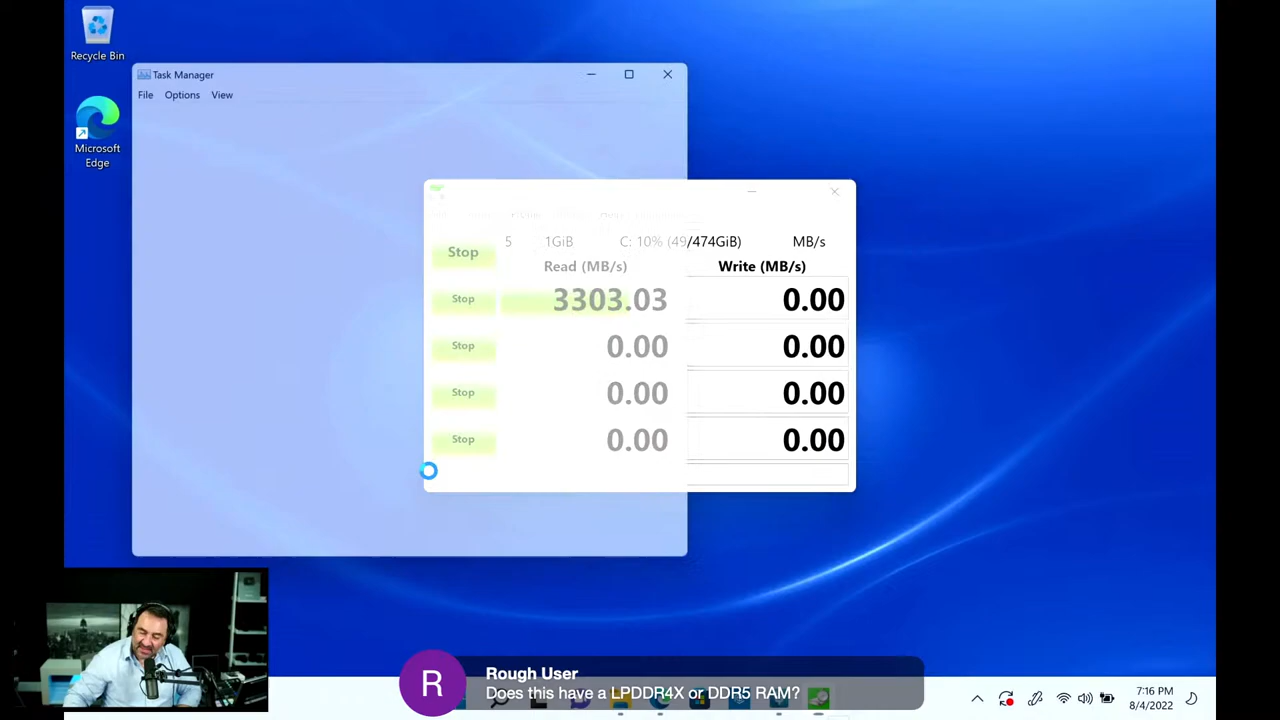 Recycle Bin
Task Manager
File Options View
Microsoft
Edge
Stop
5 1GiB C: 10% (49/474GiB) MB/s
Read (MB/s) Write (MB/s)
Stop 3303.03 0.00
Stop 0.00 0.00
Stop 0.00 0.00
Stop 0.00 0.00
R
Rough User
Does this have a LPDDR4X or DDR5 RAM?
7:16 PM
8/4/2022